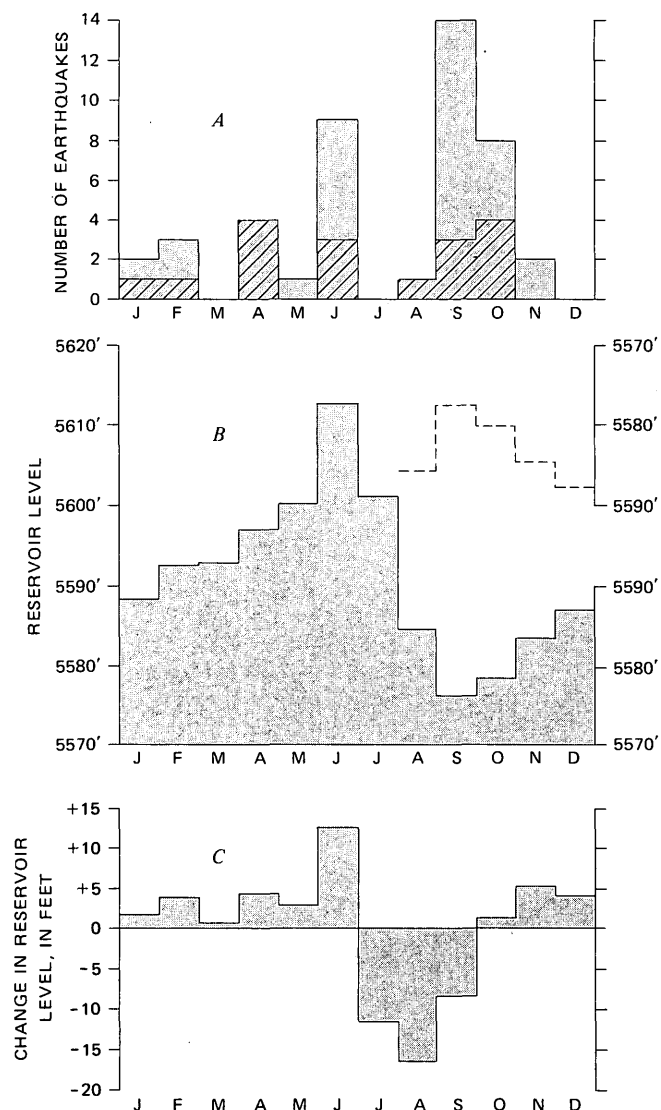 NUMBER OF EARTHQUAKES
14
12
10
8
6
4
2
0
A
J F M A M J J A S O N D
RESERVOIR LEVEL
5620'
5610'
5600'
5590'
5580'
5570'
B
5570'
5580'
5590'
5590'
5580'
5570'
J F M A M J J A S O N D
CHANGE IN RESERVOIR
LEVEL, IN FEET
+15
+10
+5
0
-5
-10
-15
-20
C
J F M A M J J A S O N D